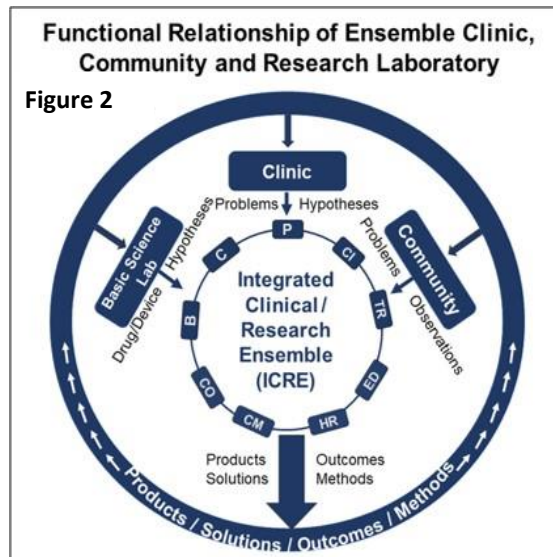 Functional Relationship of Ensemble Clinic,
Community and Research Laboratory
Figure 2
Clinic
Problems
Hypotheses
Basic Science
Lab
Hypotheses
Drug/Device
Community
Problems
Observations
P
CI
TR
ED
HR
CM
CO
B
C
Integrated
Clinical/
Research
Ensemble
(ICRE)
Products
Solutions
Outcomes
Methods
Products / Solutions / Outcomes / Methods